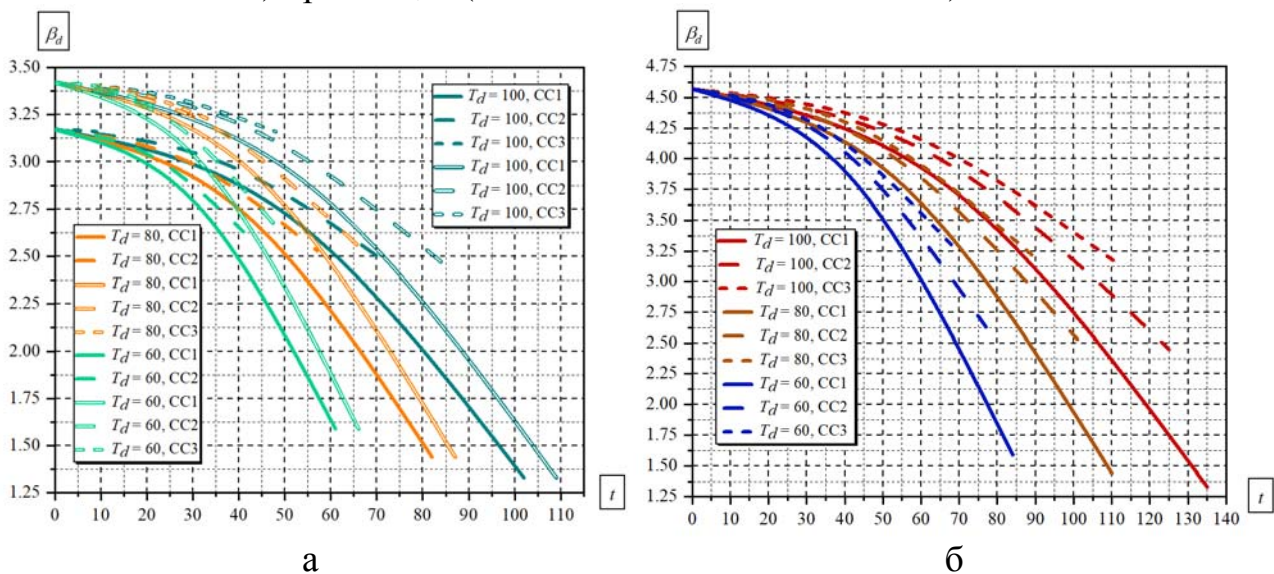 β_d
3.50
3.25
3.00
2.75
2.50
2.25
2.00
1.75
1.50
1.25
0 10 20 30 40 50 60 70 80 90 100 110
t
T_d = 100, CC1
T_d = 100, CC2
T_d = 100, CC3
T_d = 100, CC1
T_d = 100, CC2
T_d = 100, CC3
T_d = 80, CC1
T_d = 80, CC2
T_d = 80, CC1
T_d = 80, CC2
T_d = 80, CC3
T_d = 60, CC1
T_d = 60, CC2
T_d = 60, CC1
T_d = 60, CC2
T_d = 60, CC3
а
β_d
4.75
4.50
4.25
4.00
3.75
3.50
3.25
3.00
2.75
2.50
2.25
2.00
1.75
1.50
1.25
0 10 20 30 40 50 60 70 80 90 100 110 120 130 140
t
T_d = 100, CC1
T_d = 100, CC2
T_d = 100, CC3
T_d = 80, CC1
T_d = 80, CC2
T_d = 80, CC3
T_d = 60, CC1
T_d = 60, CC2
T_d = 60, CC3
б